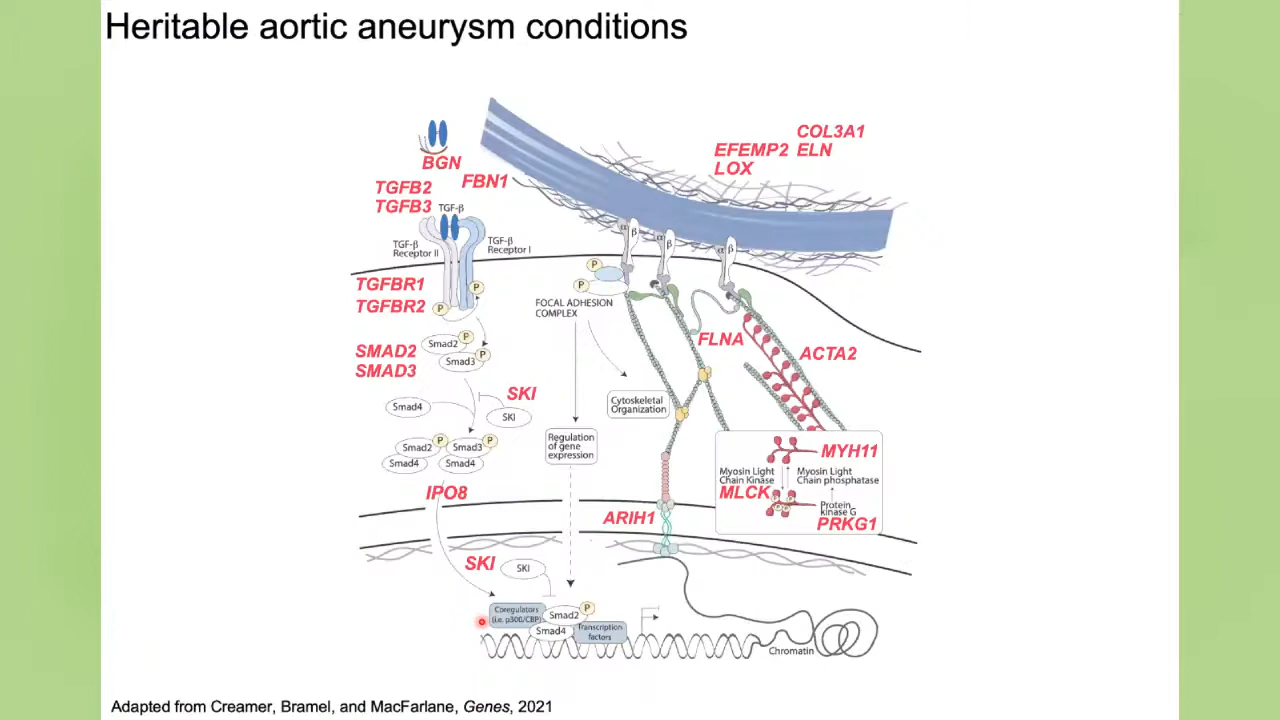 Heritable aortic aneurysm conditions
COL3A1
EFEMP2 ELN
LOX
BGN
FBN1
TGFB2
TGFB3
TGF-β
TGF-β
Receptor II
TGF-β
Receptor I
α β
α β
α β
P
P
FOCAL ADHESION
COMPLEX
TGFBR1
TGFBR2
P
P
SMAD2
SMAD3
Smad2
P
Smad3
P
FLNA
ACTA2
SKI
SKI
Smad4
Cytoskeletal
Organization
Regulation
of gene
expression
Smad2
P
Smad3
P
Smad4
Smad4
MYH11
Myosin Light
Chain Kinase
Myosin Light
Chain phosphatase
MLCK
P
P
Protein
kinase G
PRKG1
IPO8
ARIH1
SKI
SKI
Coregulators
(i.e. p300/CBP)
Smad2
P
Smad4
Transcription
factors
Chromatin
Adapted from Creamer, Bramel, and MacFarlane, Genes, 2021